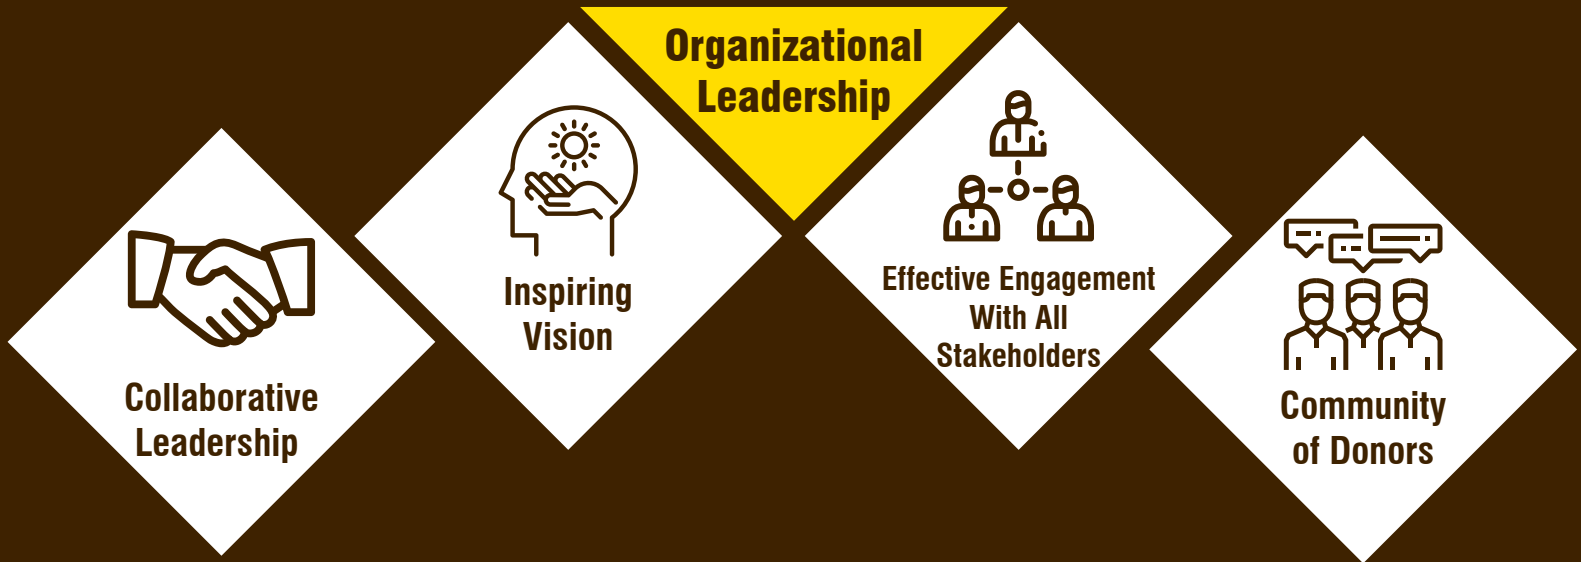 Organizational
Leadership
Collaborative
Leadership
Inspiring
Vision
Effective Engagement
With All
Stakeholders
Community
of Donors